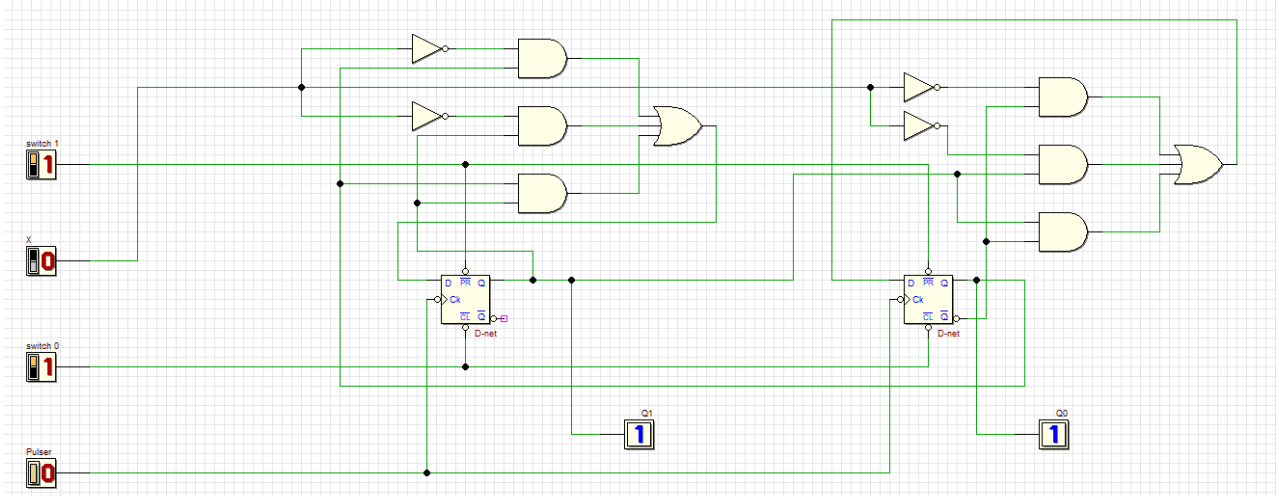 switch 1
1
X
0
D PR Q
Ck
CL Q
D-net
D PR Q
Ck
CL Q
D-net
switch 0
1
Q1
1
Q0
1
Pulser
0